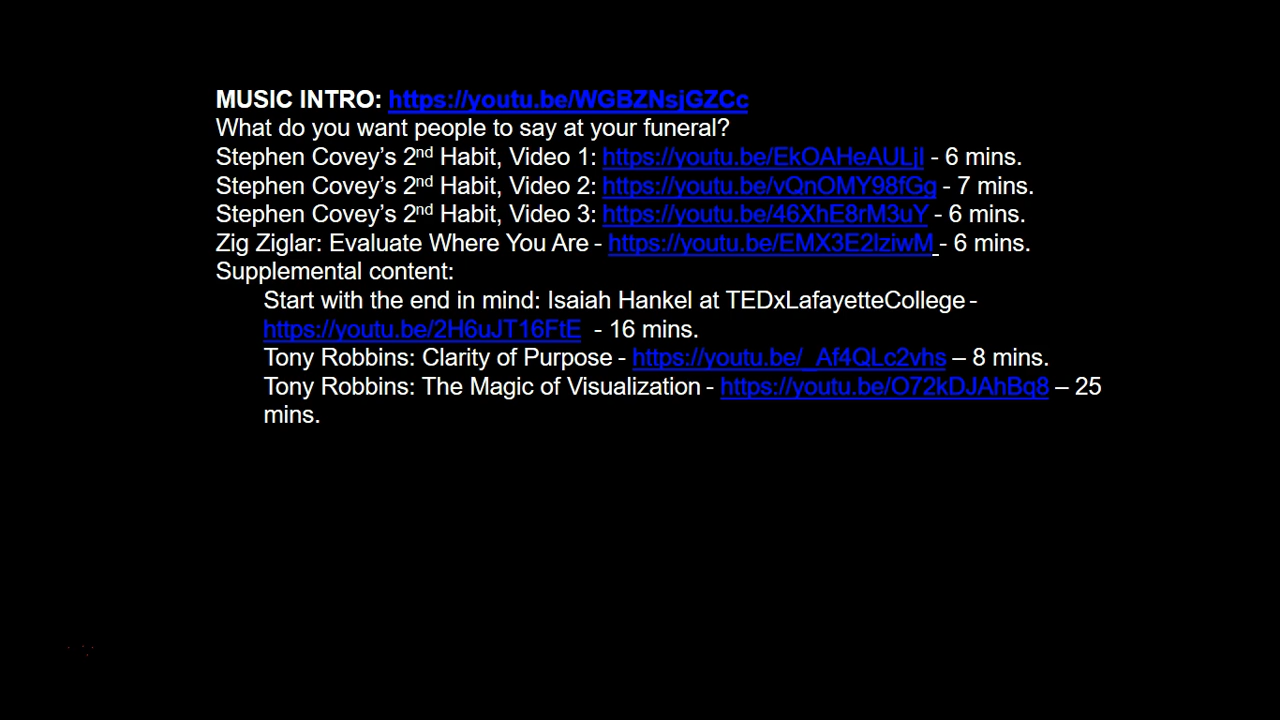 MUSIC INTRO: https://youtu.be/WGBZNsjGZCc
What do you want people to say at your funeral?
Stephen Covey’s 2nd Habit, Video 1: https://youtu.be/EkOAHeAULjI - 6 mins.
Stephen Covey’s 2nd Habit, Video 2: https://youtu.be/vQnOMY98fGg - 7 mins.
Stephen Covey’s 2nd Habit, Video 3: https://youtu.be/46XhE8rM3uY - 6 mins.
Zig Ziglar: Evaluate Where You Are - https://youtu.be/EMX3E2lziwM - 6 mins.
Supplemental content:
Start with the end in mind: Isaiah Hankel at TEDxLafayetteCollege -
https://youtu.be/2H6uJT16FtE - 16 mins.
Tony Robbins: Clarity of Purpose - https://youtu.be/_Af4QLc2vhs – 8 mins.
Tony Robbins: The Magic of Visualization - https://youtu.be/O72kDJAhBq8 – 25
mins.